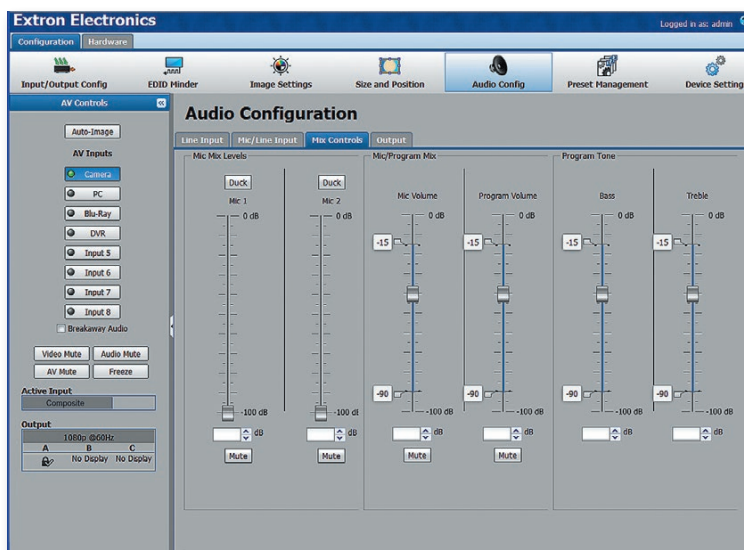 Extron Electronics
Logged in as: admin
Configuration Hardware
Input/Output Config EDID Minder Image Settings Size and Position Audio Config Preset Management Device Setting
AV Controls
Auto-Image
AV Inputs
Camera
PC
Blu-Ray
DVR
Input 5
Input 6
Input 7
Input 8
Breakaway Audio
Video Mute Audio Mute
AV Mute Freeze
Active Input
Composite
Output
1080p @60Hz
A B C
No Display No Display
Audio Configuration
Line Input Mic/Line Input Mix Controls Output
Mic Mix Levels
Duck Duck
Mic 1 Mic 2
0 dB 0 dB
-100 dB -100 dB
dB dB
Mute Mute
Mic/Program Mix
Mic Volume Program Volume
0 dB 0 dB
-15 -15
-90 -90
-100 dB -100 dB
dB dB
Mute Mute
Program Tone
Bass Treble
0 dB 0 dB
-15 -15
-90 -90
-100 dB -100 dB
dB dB